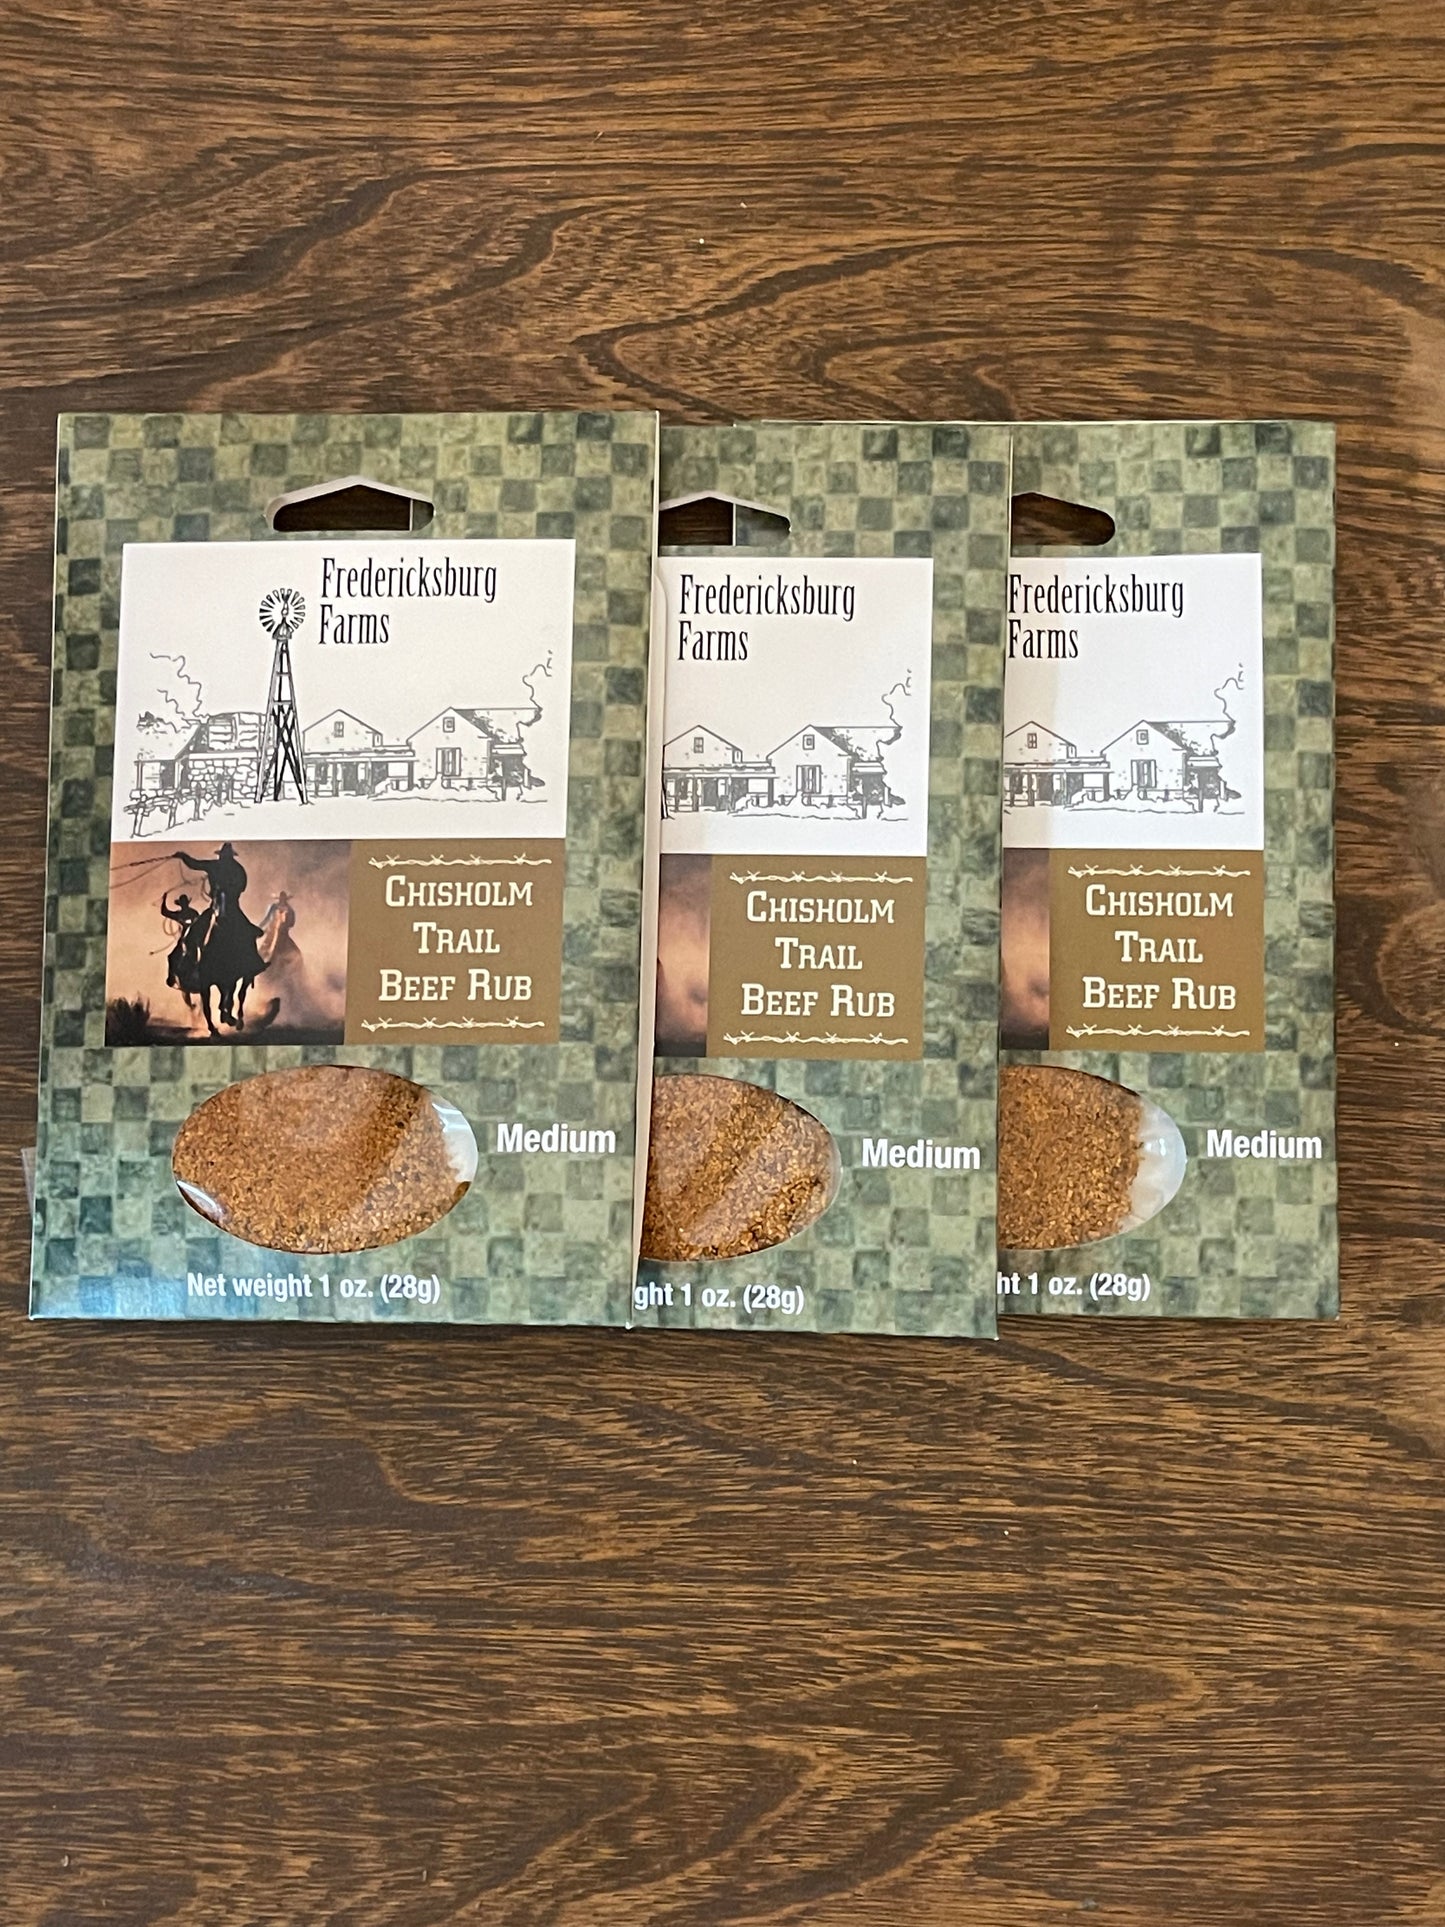 Fredericksburg
Farms
CHISHOLM
TRAIL
BEEF RUB
Medium
Net weight 1 oz. (28g)
Fredericksburg
Farms
CHISHOLM
TRAIL
BEEF RUB
Medium
ght 1 oz. (28g)
Fredericksburg
Farms
CHISHOLM
TRAIL
BEEF RUB
Medium
ht 1 oz. (28g)